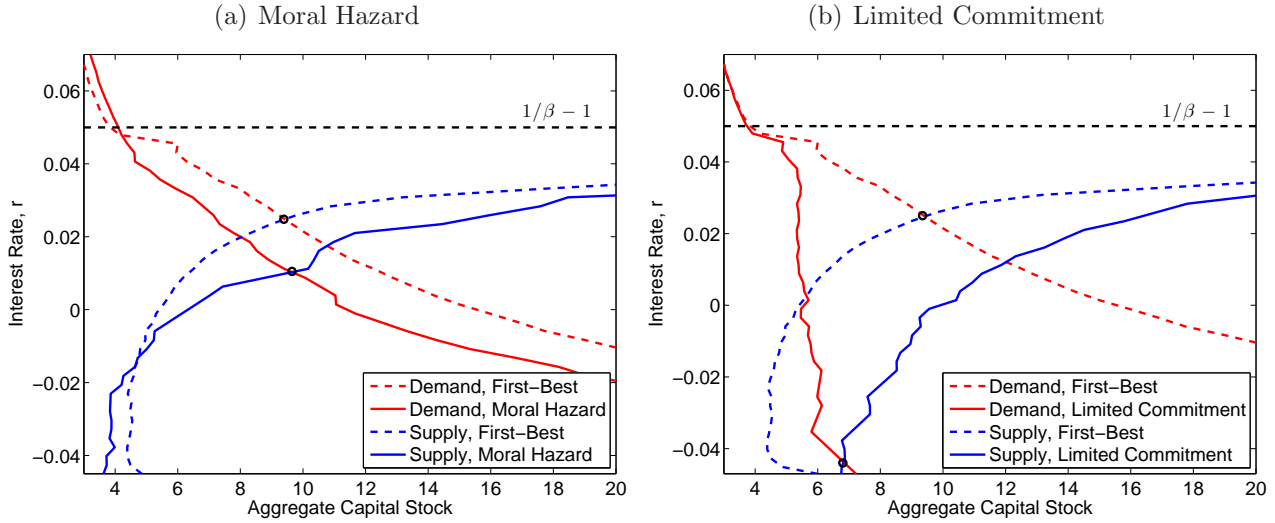 (a) Moral Hazard
1/β − 1
0.06
0.04
0.02
0
−0.02
−0.04
Interest Rate, r
4
6
8
10
12
14
16
18
20
Aggregate Capital Stock
Demand, First−Best
Demand, Moral Hazard
Supply, First−Best
Supply, Moral Hazard
(b) Limited Commitment
1/β − 1
0.06
0.04
0.02
0
−0.02
−0.04
Interest Rate, r
4
6
8
10
12
14
16
18
20
Aggregate Capital Stock
Demand, First−Best
Demand, Limited Commitment
Supply, First−Best
Supply, Limited Commitment